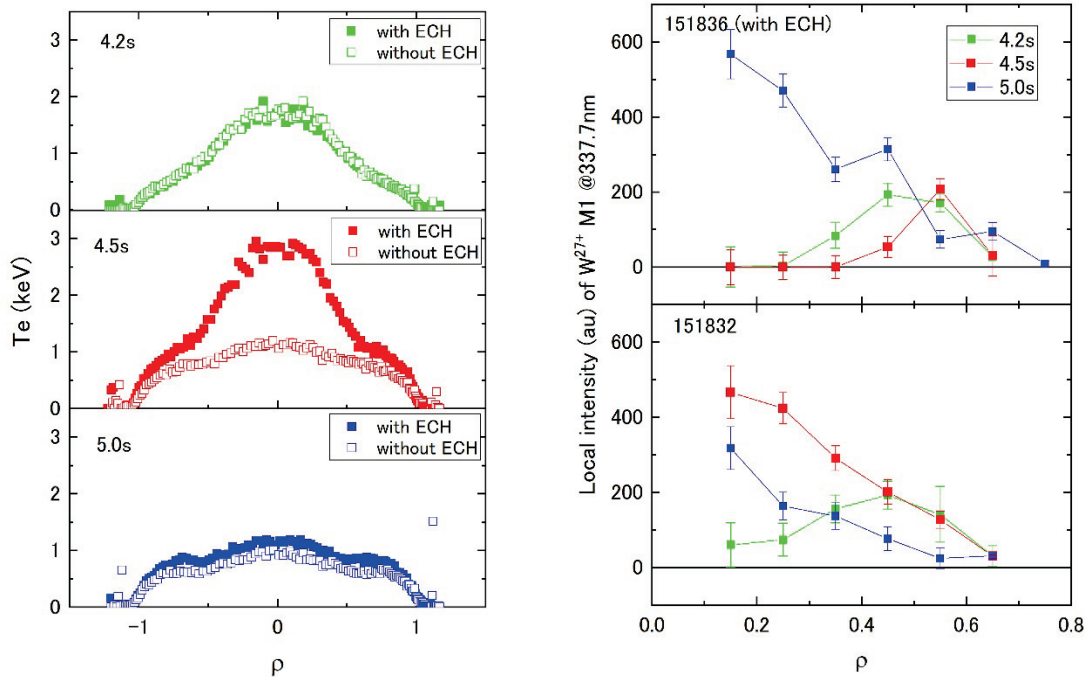 4.2s
with ECH
without ECH
3
2
1
0
4.5s
with ECH
without ECH
3
2
1
0
5.0s
with ECH
without ECH
3
2
1
0
−1
0
1
Te (keV)
ρ
151836 (with ECH)
4.2s
4.5s
5.0s
600
400
200
0
151832
600
400
200
0
0.0
0.2
0.4
0.6
0.8
Local intensity (au) of W²⁷⁺ M1 @337.7nm
ρ